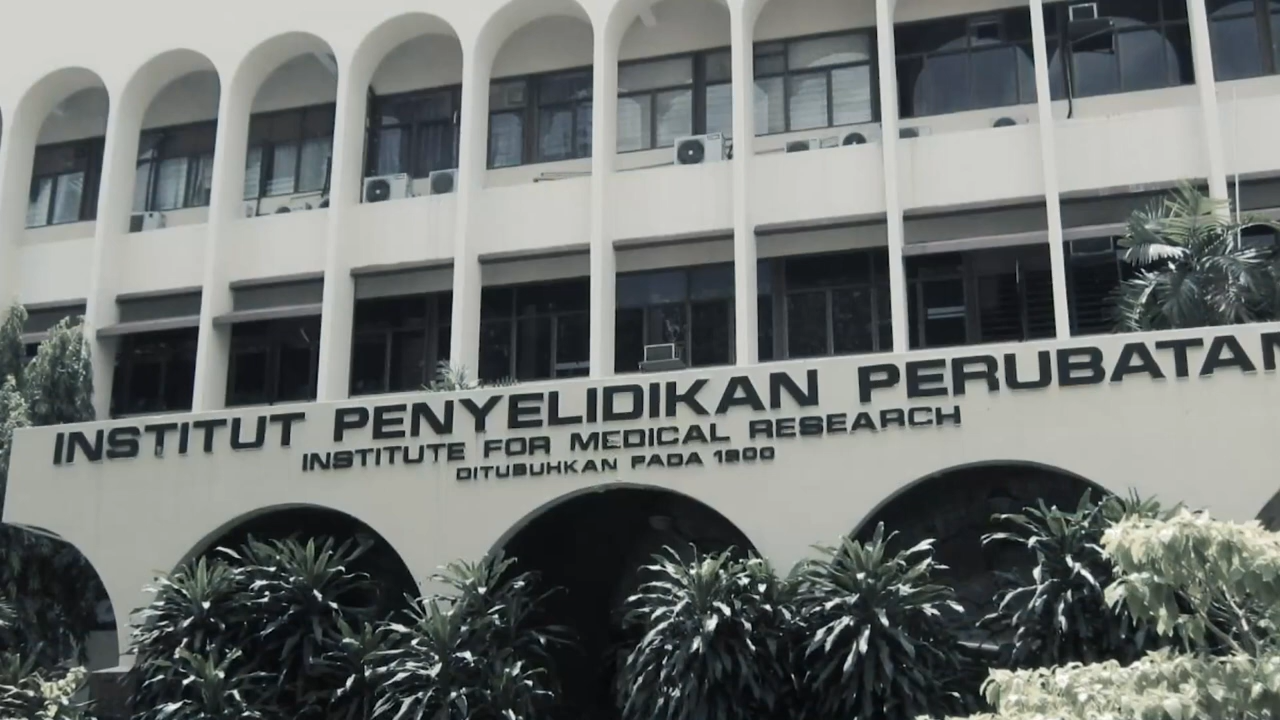 INSTITUT PENYELIDIKAN PERUBATAN
INSTITUTE FOR MEDICAL RESEARCH
DITUBUHKAN PADA 1900